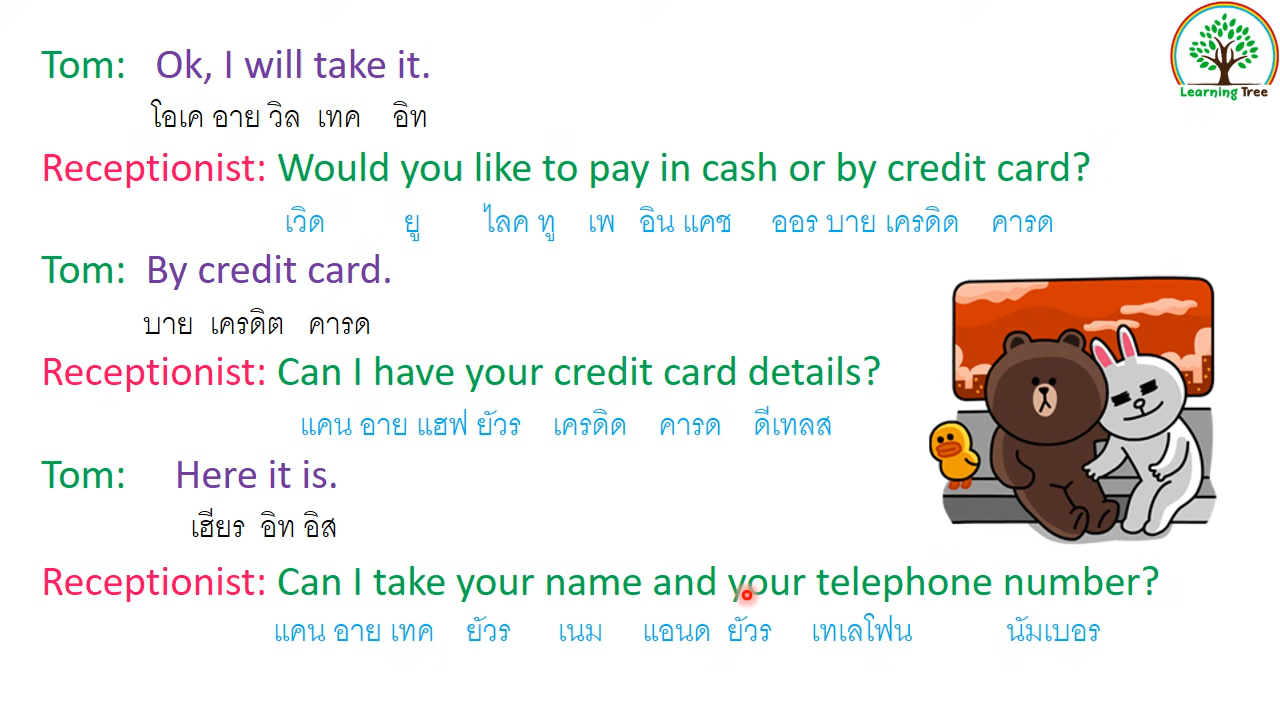 Tom: Ok, I will take it.
โอเค อาย วิล เทค อิท
Learning Tree
Receptionist: Would you like to pay in cash or by credit card?
เวิด ยู ไลค ทู เพ อิน แคช ออร บาย เครดิด คารด
Tom: By credit card.
บาย เครดิต คารด
Receptionist: Can I have your credit card details?
แคน อาย แฮฟ ยัวร เครดิด คารด ดีเทลส
Tom: Here it is.
เฮียร อิท อิส
Receptionist: Can I take your name and your telephone number?
แคน อาย เทค ยัวร เนม แอนด ยัวร เทเลโฟน นัมเบอร